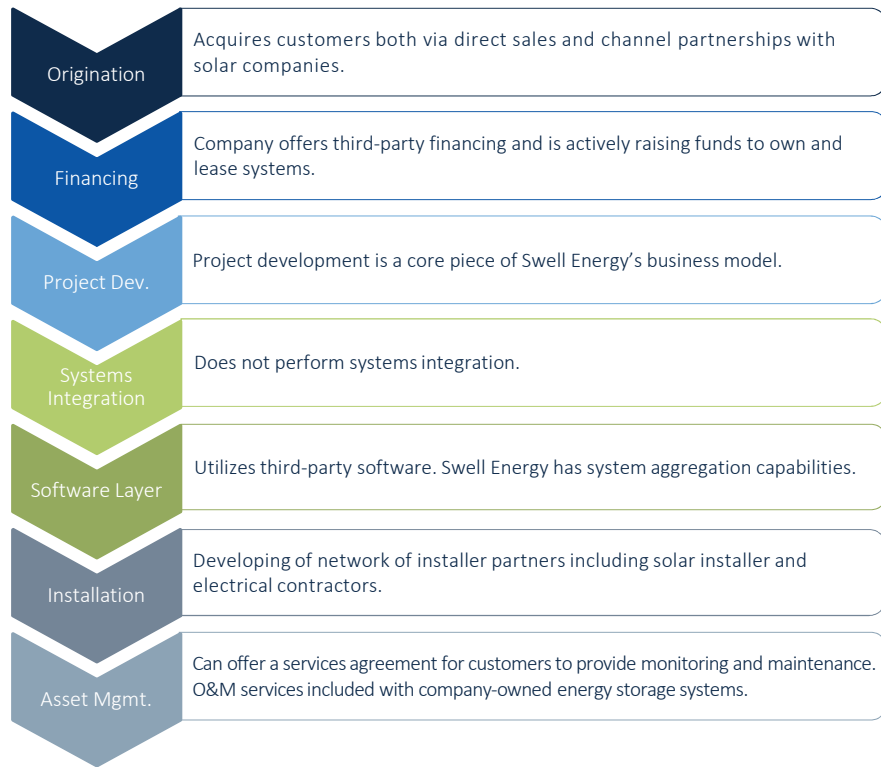 Origination
Acquires customers both via direct sales and channel partnerships with
solar companies.
Financing
Company offers third-party financing and is actively raising funds to own and
lease systems.
Project Dev.
Project development is a core piece of Swell Energy’s business model.
Systems
Integration
Does not perform systems integration.
Software Layer
Utilizes third-party software. Swell Energy has system aggregation capabilities.
Installation
Developing of network of installer partners including solar installer and
electrical contractors.
Asset Mgmt.
Can offer a services agreement for customers to provide monitoring and maintenance.
O&M services included with company-owned energy storage systems.